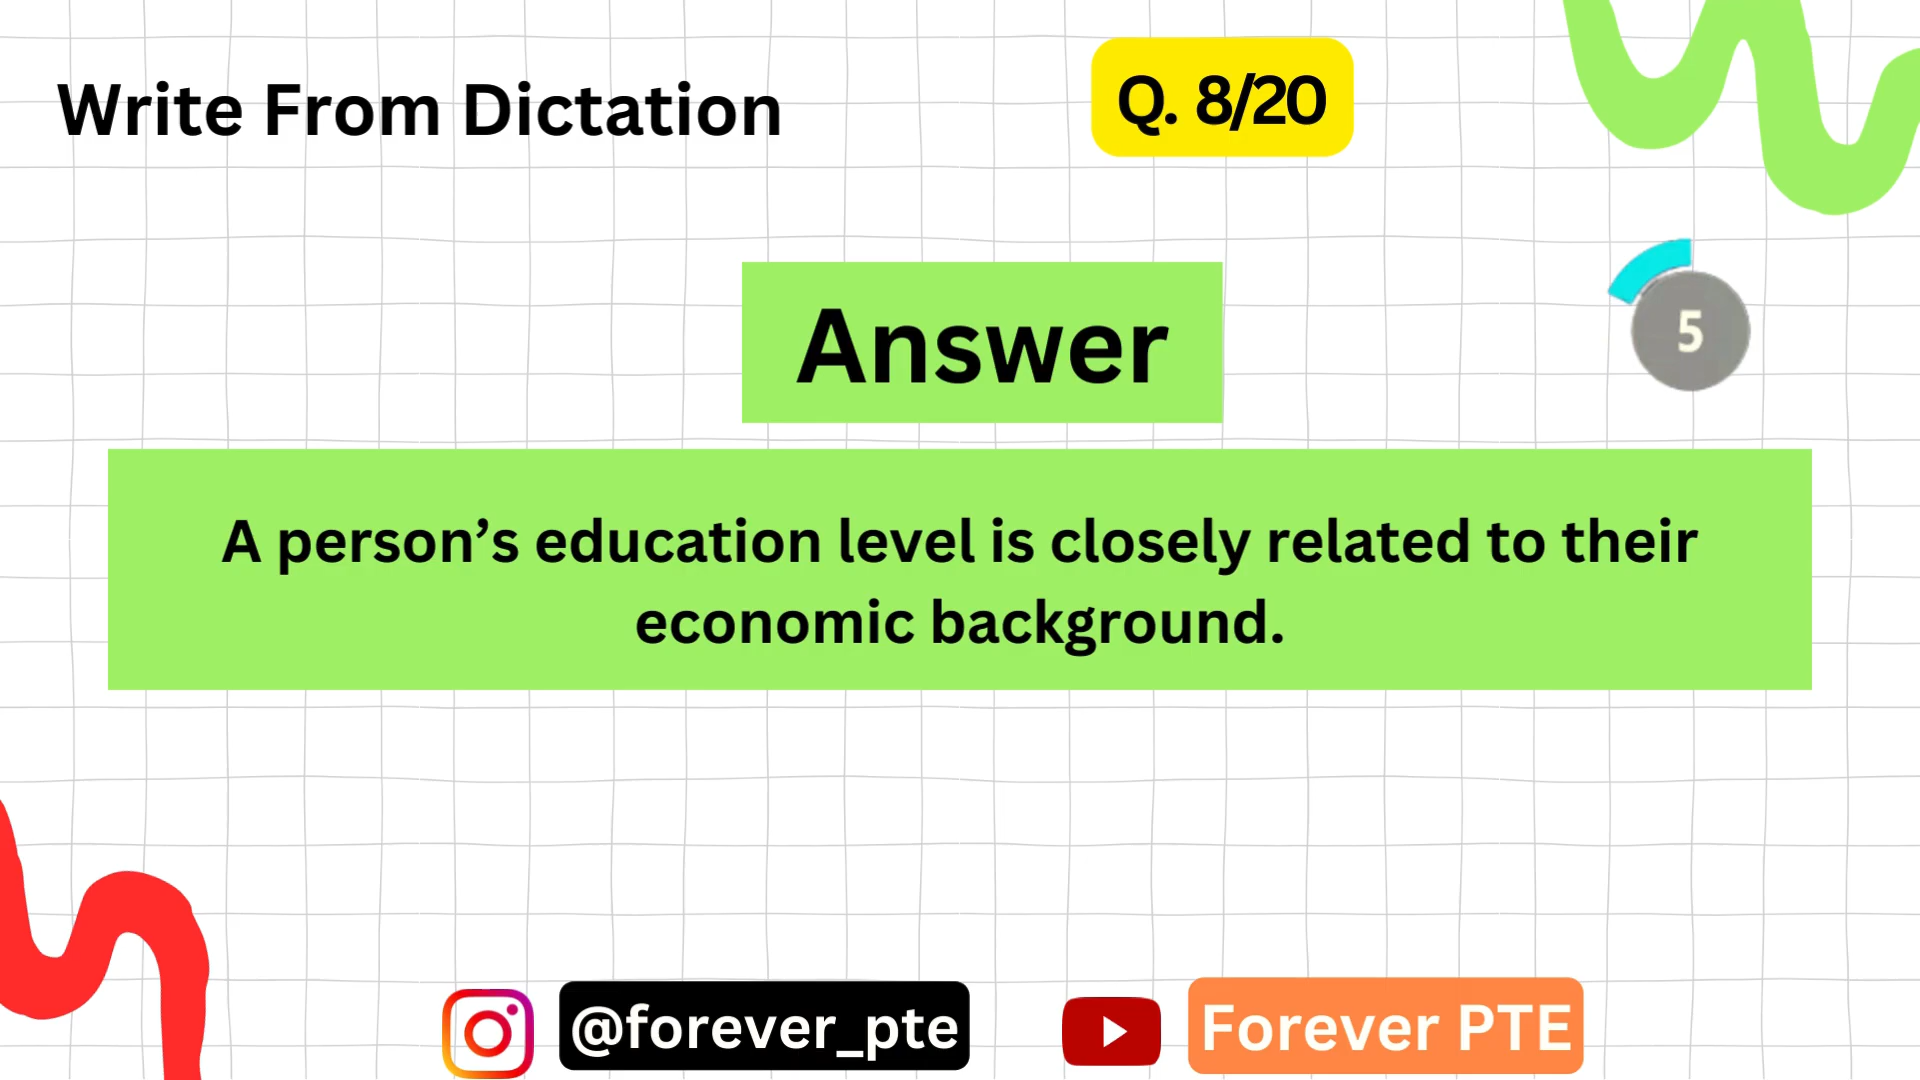 Write From Dictation
Q. 8/20
Answer
5
A person’s education level is closely related to their
economic background.
@forever_pte
Forever PTE